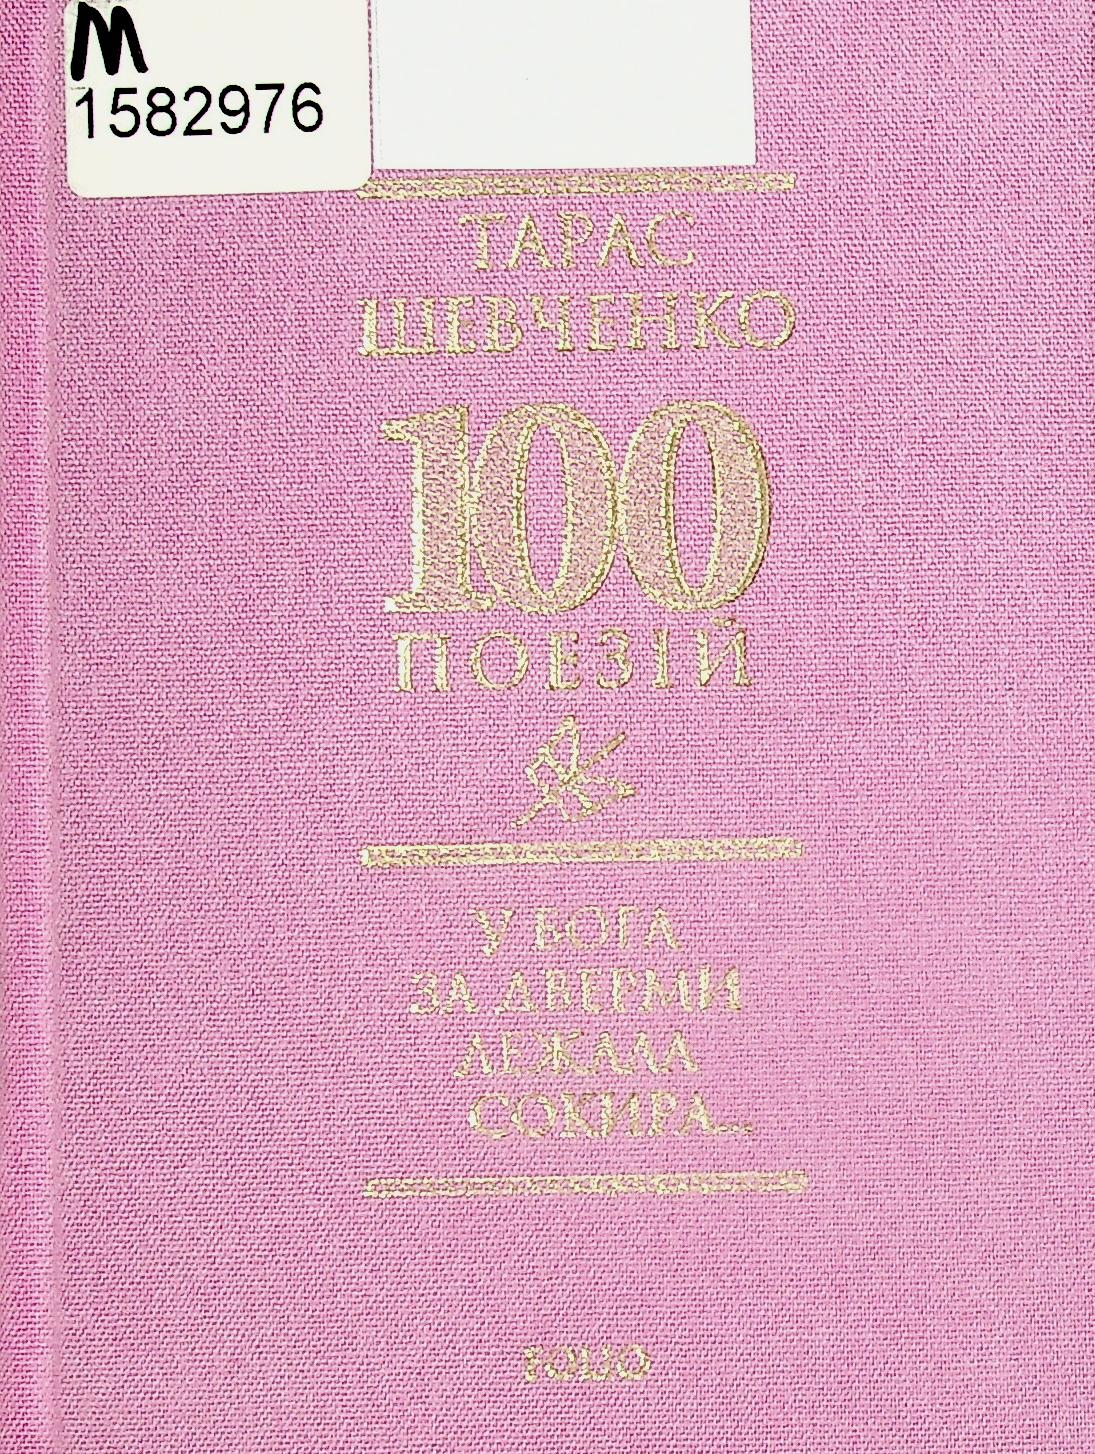 М
1582976
ТАРАС
ШЕВЧЕНКО
100
ПОЕЗІЙ
У БОГА
ЗА ДВЕРМИ
ЛЕЖАЛА
СОКИРА...
FOLIO